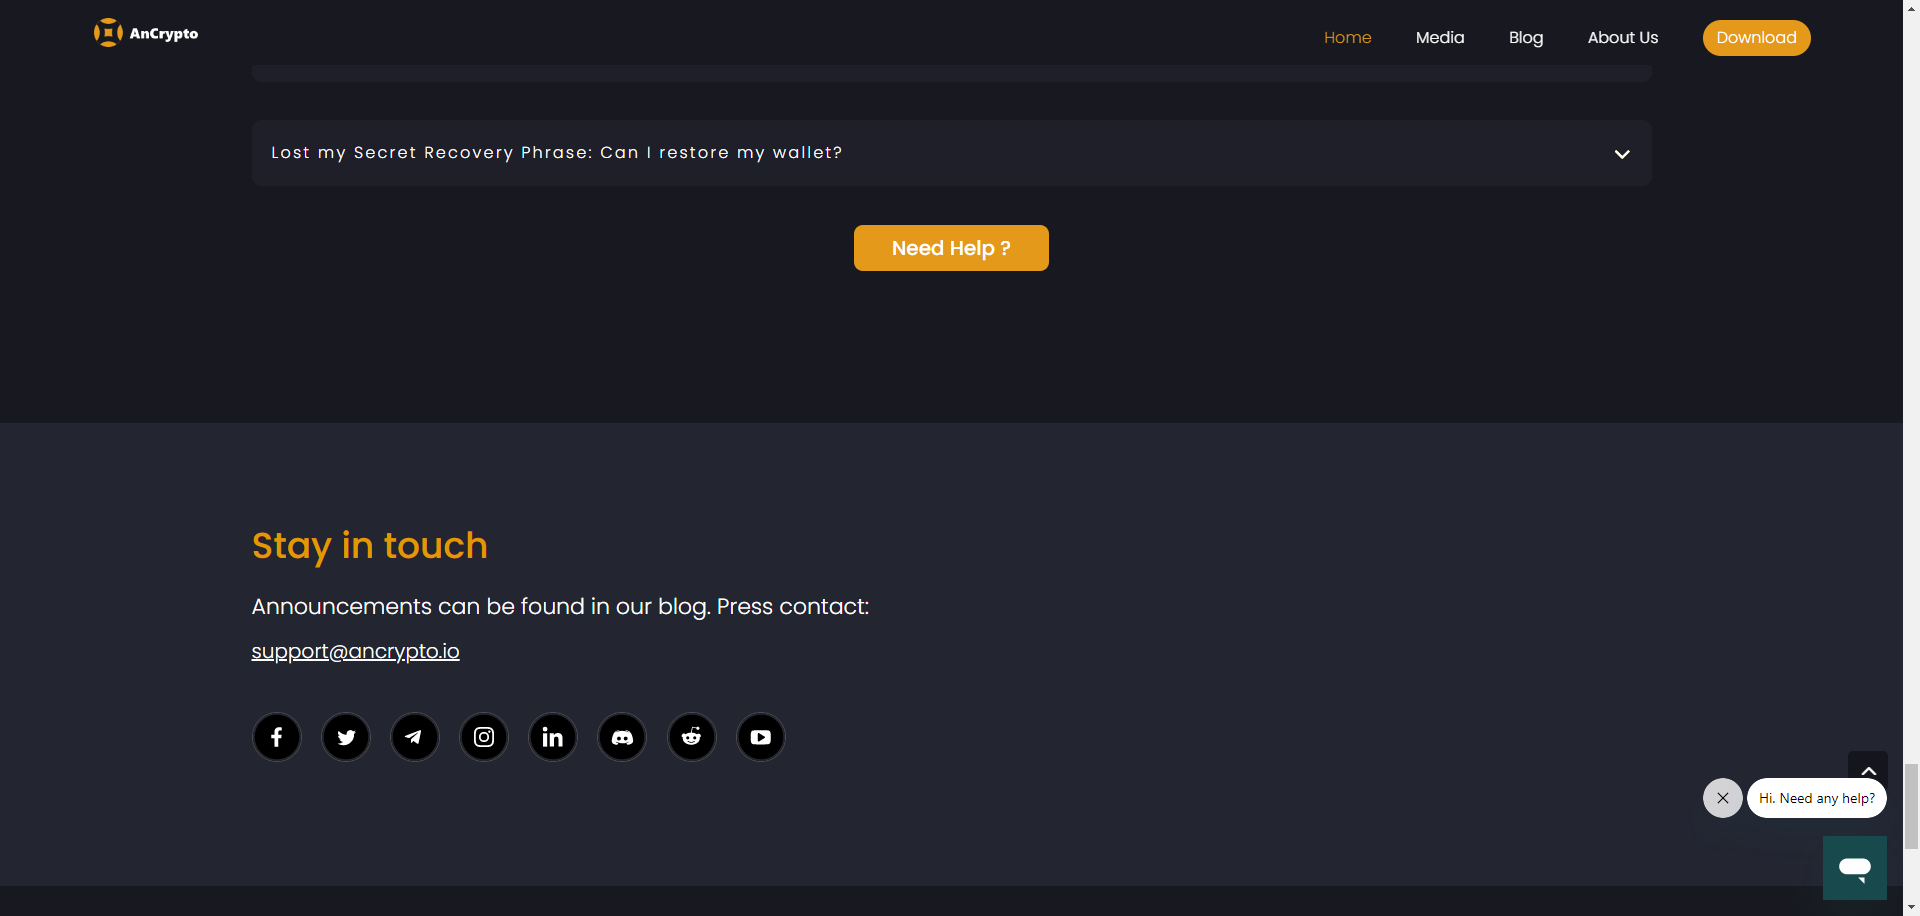 AnCrypto
Home
Media
Blog
About Us
Download
Lost my Secret Recovery Phrase: Can I restore my wallet?
Need Help ?
Stay in touch
Announcements can be found in our blog. Press contact:
support@ancrypto.io
Hi. Need any help?